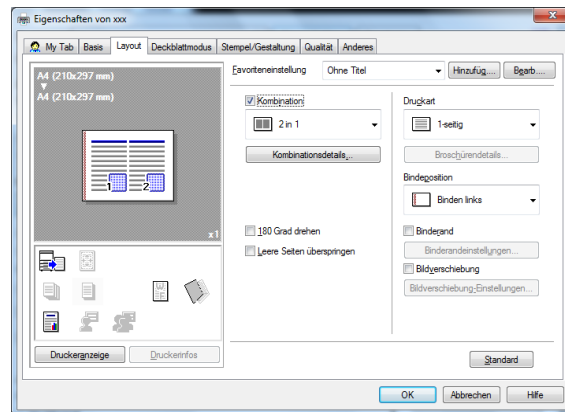 Eigenschaften von xxx
My Tab Basis Layout Deckblattmodus Stempel/Gestaltung Qualität Anderes
A4 (210x297 mm)
A4 (210x297 mm)
1 2
x1
Druckeranzeige Druckerinfos
Favoriteneinstellung Ohne Titel Hinzufüg.... Bearb....
Kombination
2 in 1
Kombinationsdetails...
180 Grad drehen
Leere Seiten überspringen
Druckart
1-seitig
Broschürendetails...
Bindeposition
Binden links
Binderand
Binderandeinstellungen...
Bildverschiebung
Bildverschiebung-Einstellungen...
Standard
OK Abbrechen Hilfe